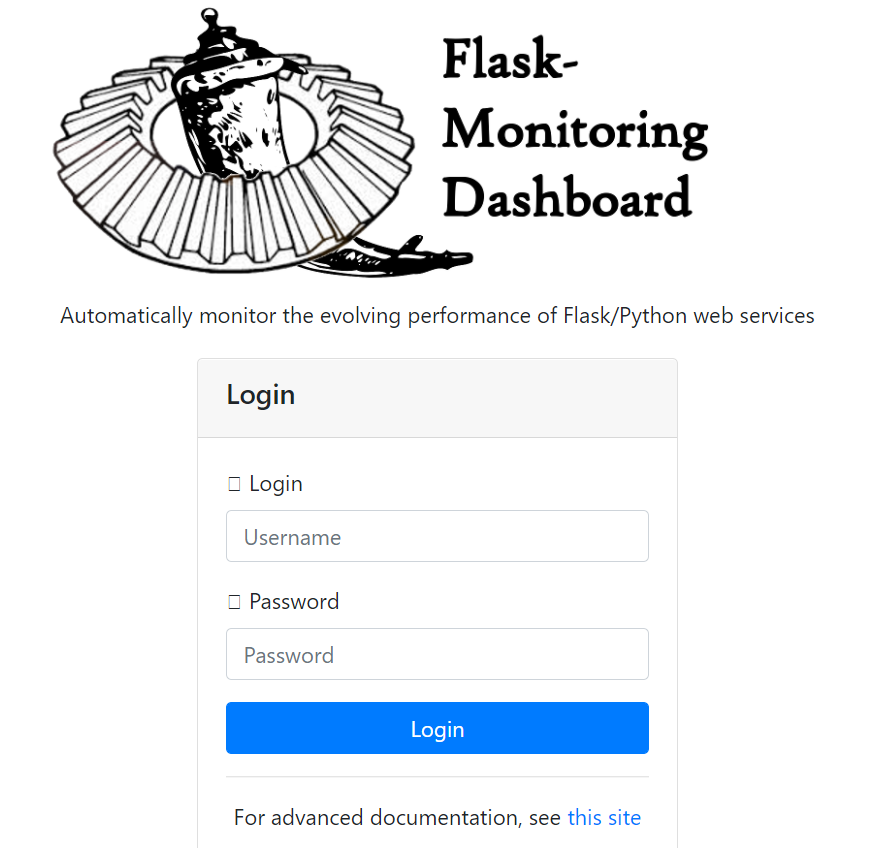 Flask-
Monitoring
Dashboard
Automatically monitor the evolving performance of Flask/Python web services
Login
Login
Username
Password
Password
Login
For advanced documentation, see this site